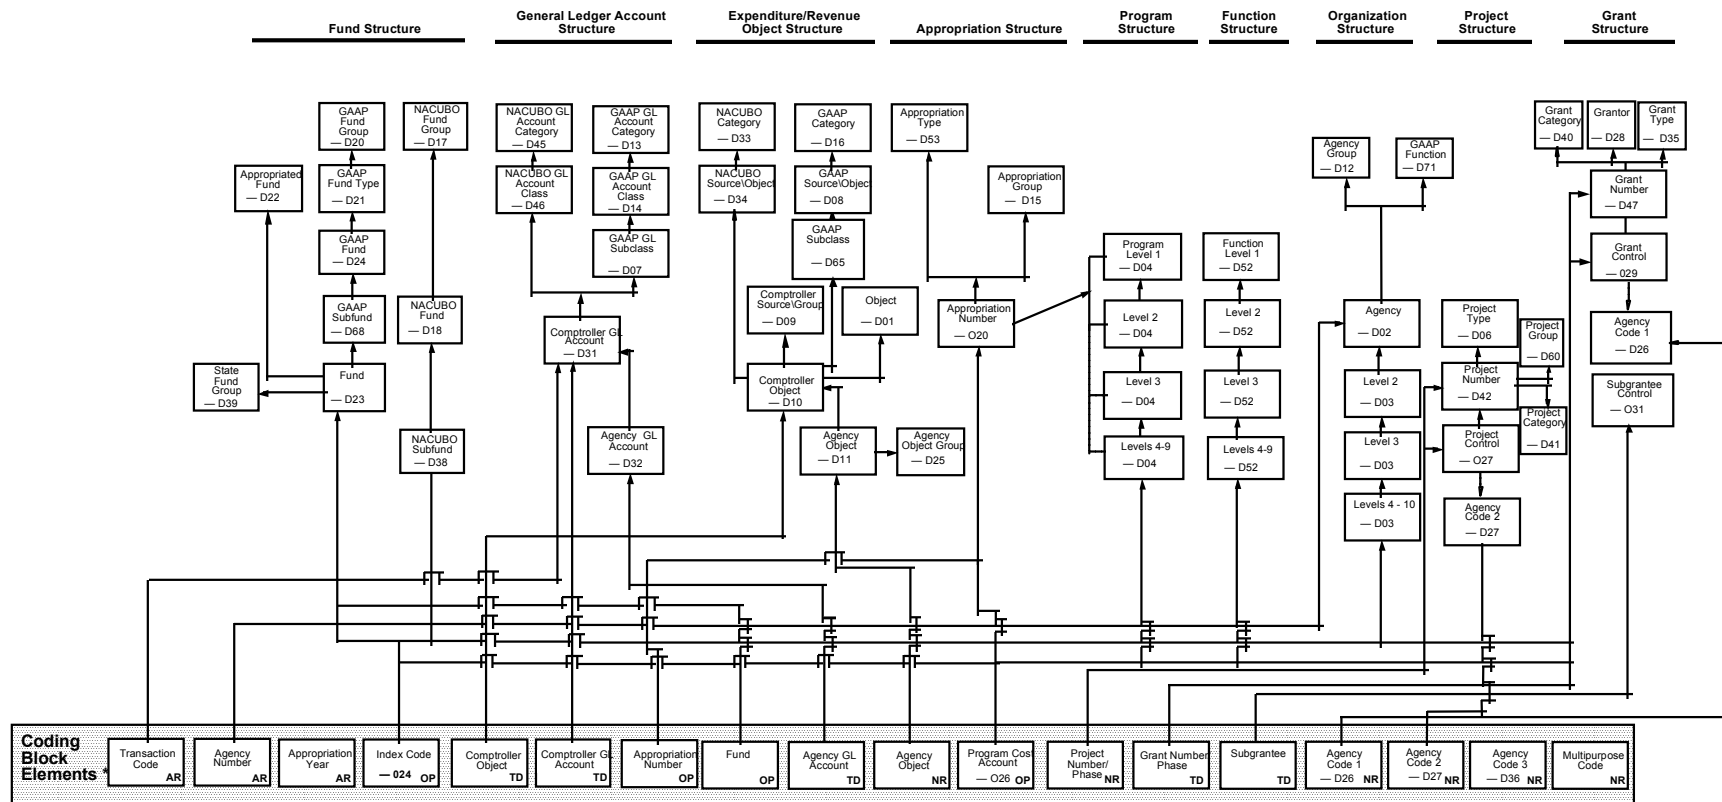 Fund Structure
General Ledger Account
Structure
Expenditure/Revenue
Object Structure
Appropriation Structure
Program
Structure
Function
Structure
Organization
Structure
Project
Structure
Grant
Structure
GAAP
Fund
Group
— D20
NACUBO
Fund
Group
— D17
Appropriated
Fund
— D22
GAAP
Fund Type
— D21
GAAP
Fund
— D24
GAAP
Subfund
— D68
NACUBO
Fund
— D18
State
Fund
Group
— D39
Fund
— D23
NACUBO
Subfund
— D38
NACUBO GL
Account
Category
— D45
GAAP GL
Account
Category
— D13
NACUBO GL
Account
Class
— D46
GAAP GL
Account
Class
— D14
GAAP GL
Subclass
— D07
Comptroller GL
Account
— D31
Agency GL
Account
— D32
NACUBO
Category
— D33
GAAP
Category
— D16
NACUBO
Source\Object
— D34
GAAP
Source\Object
— D08
GAAP
Subclass
— D65
Comptroller
Source\Group
— D09
Object
— D01
Comptroller
Object
— D10
Agency
Object
— D11
Agency
Object Group
— D25
Appropriation
Type
— D53
Appropriation
Group
— D15
Appropriation
Number
— O20
Program
Level 1
— D04
Level 2
— D04
Level 3
— D04
Levels 4-9
— D04
Function
Level 1
— D52
Level 2
— D52
Level 3
— D52
Levels 4-9
— D52
Agency
Group
— D12
GAAP
Function
— D71
Agency
— D02
Level 2
— D03
Level 3
— D03
Levels 4 - 10
— D03
Project
Type
— D06
Project
Group
— D60
Project
Number
— D42
Project
Category
— D41
Project
Control
— O27
Agency
Code 2
— D27
Grant
Category
— D40
Grantor
— D28
Grant
Type
— D35
Grant
Number
— D47
Grant
Control
— 029
Agency
Code 1
— D26
Subgrantee
Control
— O31
Coding
Block
Elements *
Transaction
Code
AR
Agency
Number
AR
Appropriation
Year
AR
Index Code
— 024 OP
Comptroller
Object
TD
Comptroller GL
Account
TD
Appropriation
Number
OP
Fund
OP
Agency GL
Account
TD
Agency
Object
NR
Program Cost
Account
— O26 OP
Project
Number/
Phase NR
Grant Number
Phase
TD
Subgrantee
TD
Agency
Code 1
— D26 NR
Agency
Code 2
— D27 NR
Agency
Code 3
— D36 NR
Multipurpose
Code
NR